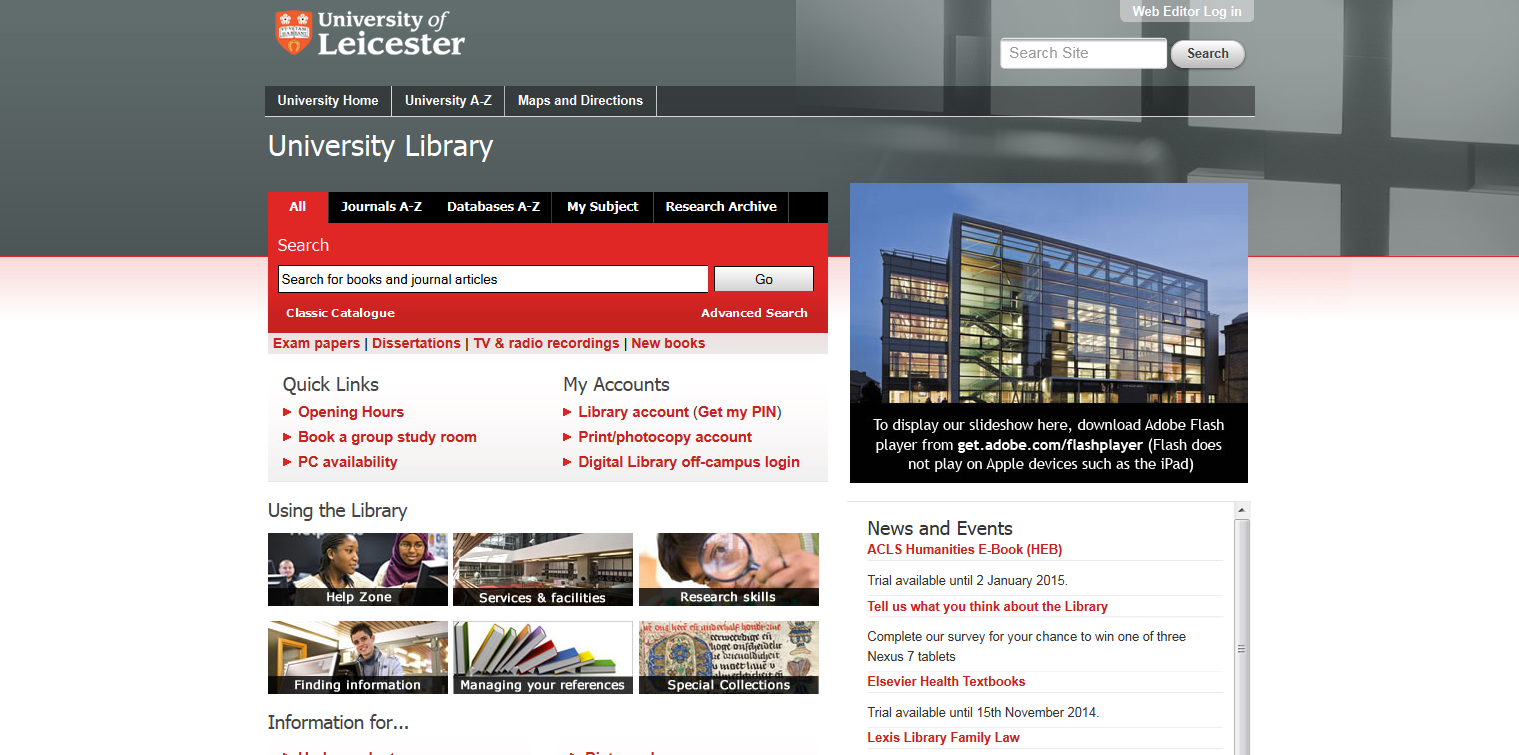 University of
Leicester
Web Editor Log in
Search Site
Search
University Home
University A-Z
Maps and Directions
University Library
All
Journals A-Z
Databases A-Z
My Subject
Research Archive
Search
Search for books and journal articles
Go
Classic Catalogue
Advanced Search
Exam papers | Dissertations | TV & radio recordings | New books
Quick Links
Opening Hours
Book a group study room
PC availability
My Accounts
Library account (Get my PIN)
Print/photocopy account
Digital Library off-campus login
To display our slideshow here, download Adobe Flash
player from get.adobe.com/flashplayer (Flash does
not play on Apple devices such as the iPad)
Using the Library
Help Zone
Services & facilities
Research skills
Finding information
Managing your references
Special Collections
Information for...
News and Events
ACLS Humanities E-Book (HEB)
Trial available until 2 January 2015.
Tell us what you think about the Library
Complete our survey for your chance to win one of three
Nexus 7 tablets
Elsevier Health Textbooks
Trial available until 15th November 2014.
Lexis Library Family Law